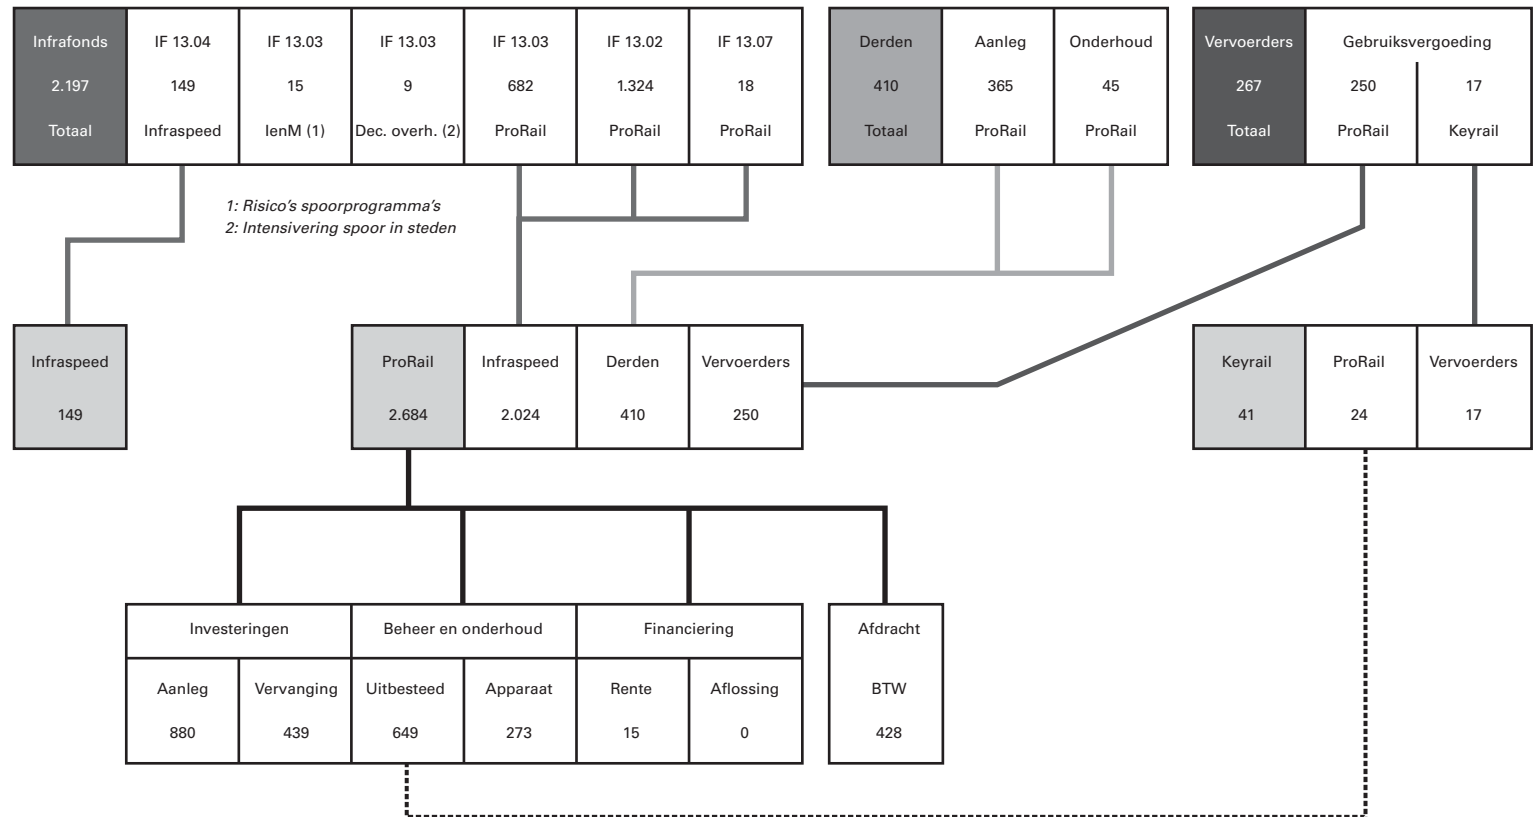 Infrafonds IF 13.04 IF 13.03 IF 13.03 IF 13.03 IF 13.02 IF 13.07
2.197 149 15 9 682 1.324 18
Totaal Infraspeed IenM (1) Dec. overh. (2) ProRail ProRail ProRail
Derden Aanleg Onderhoud
410 365 45
Totaal ProRail ProRail
Vervoerders Gebruiksvergoeding
267 250 17
Totaal ProRail Keyrail
1: Risico's spoorprogramma's
2: Intensivering spoor in steden
Infraspeed
149
ProRail Infraspeed Derden Vervoerders
2.684 2.024 410 250
Keyrail ProRail Vervoerders
41 24 17
Investeringen Beheer en onderhoud Financiering
Aanleg Vervanging Uitbesteed Apparaat Rente Aflossing
880 439 649 273 15 0
Afdracht
BTW
428